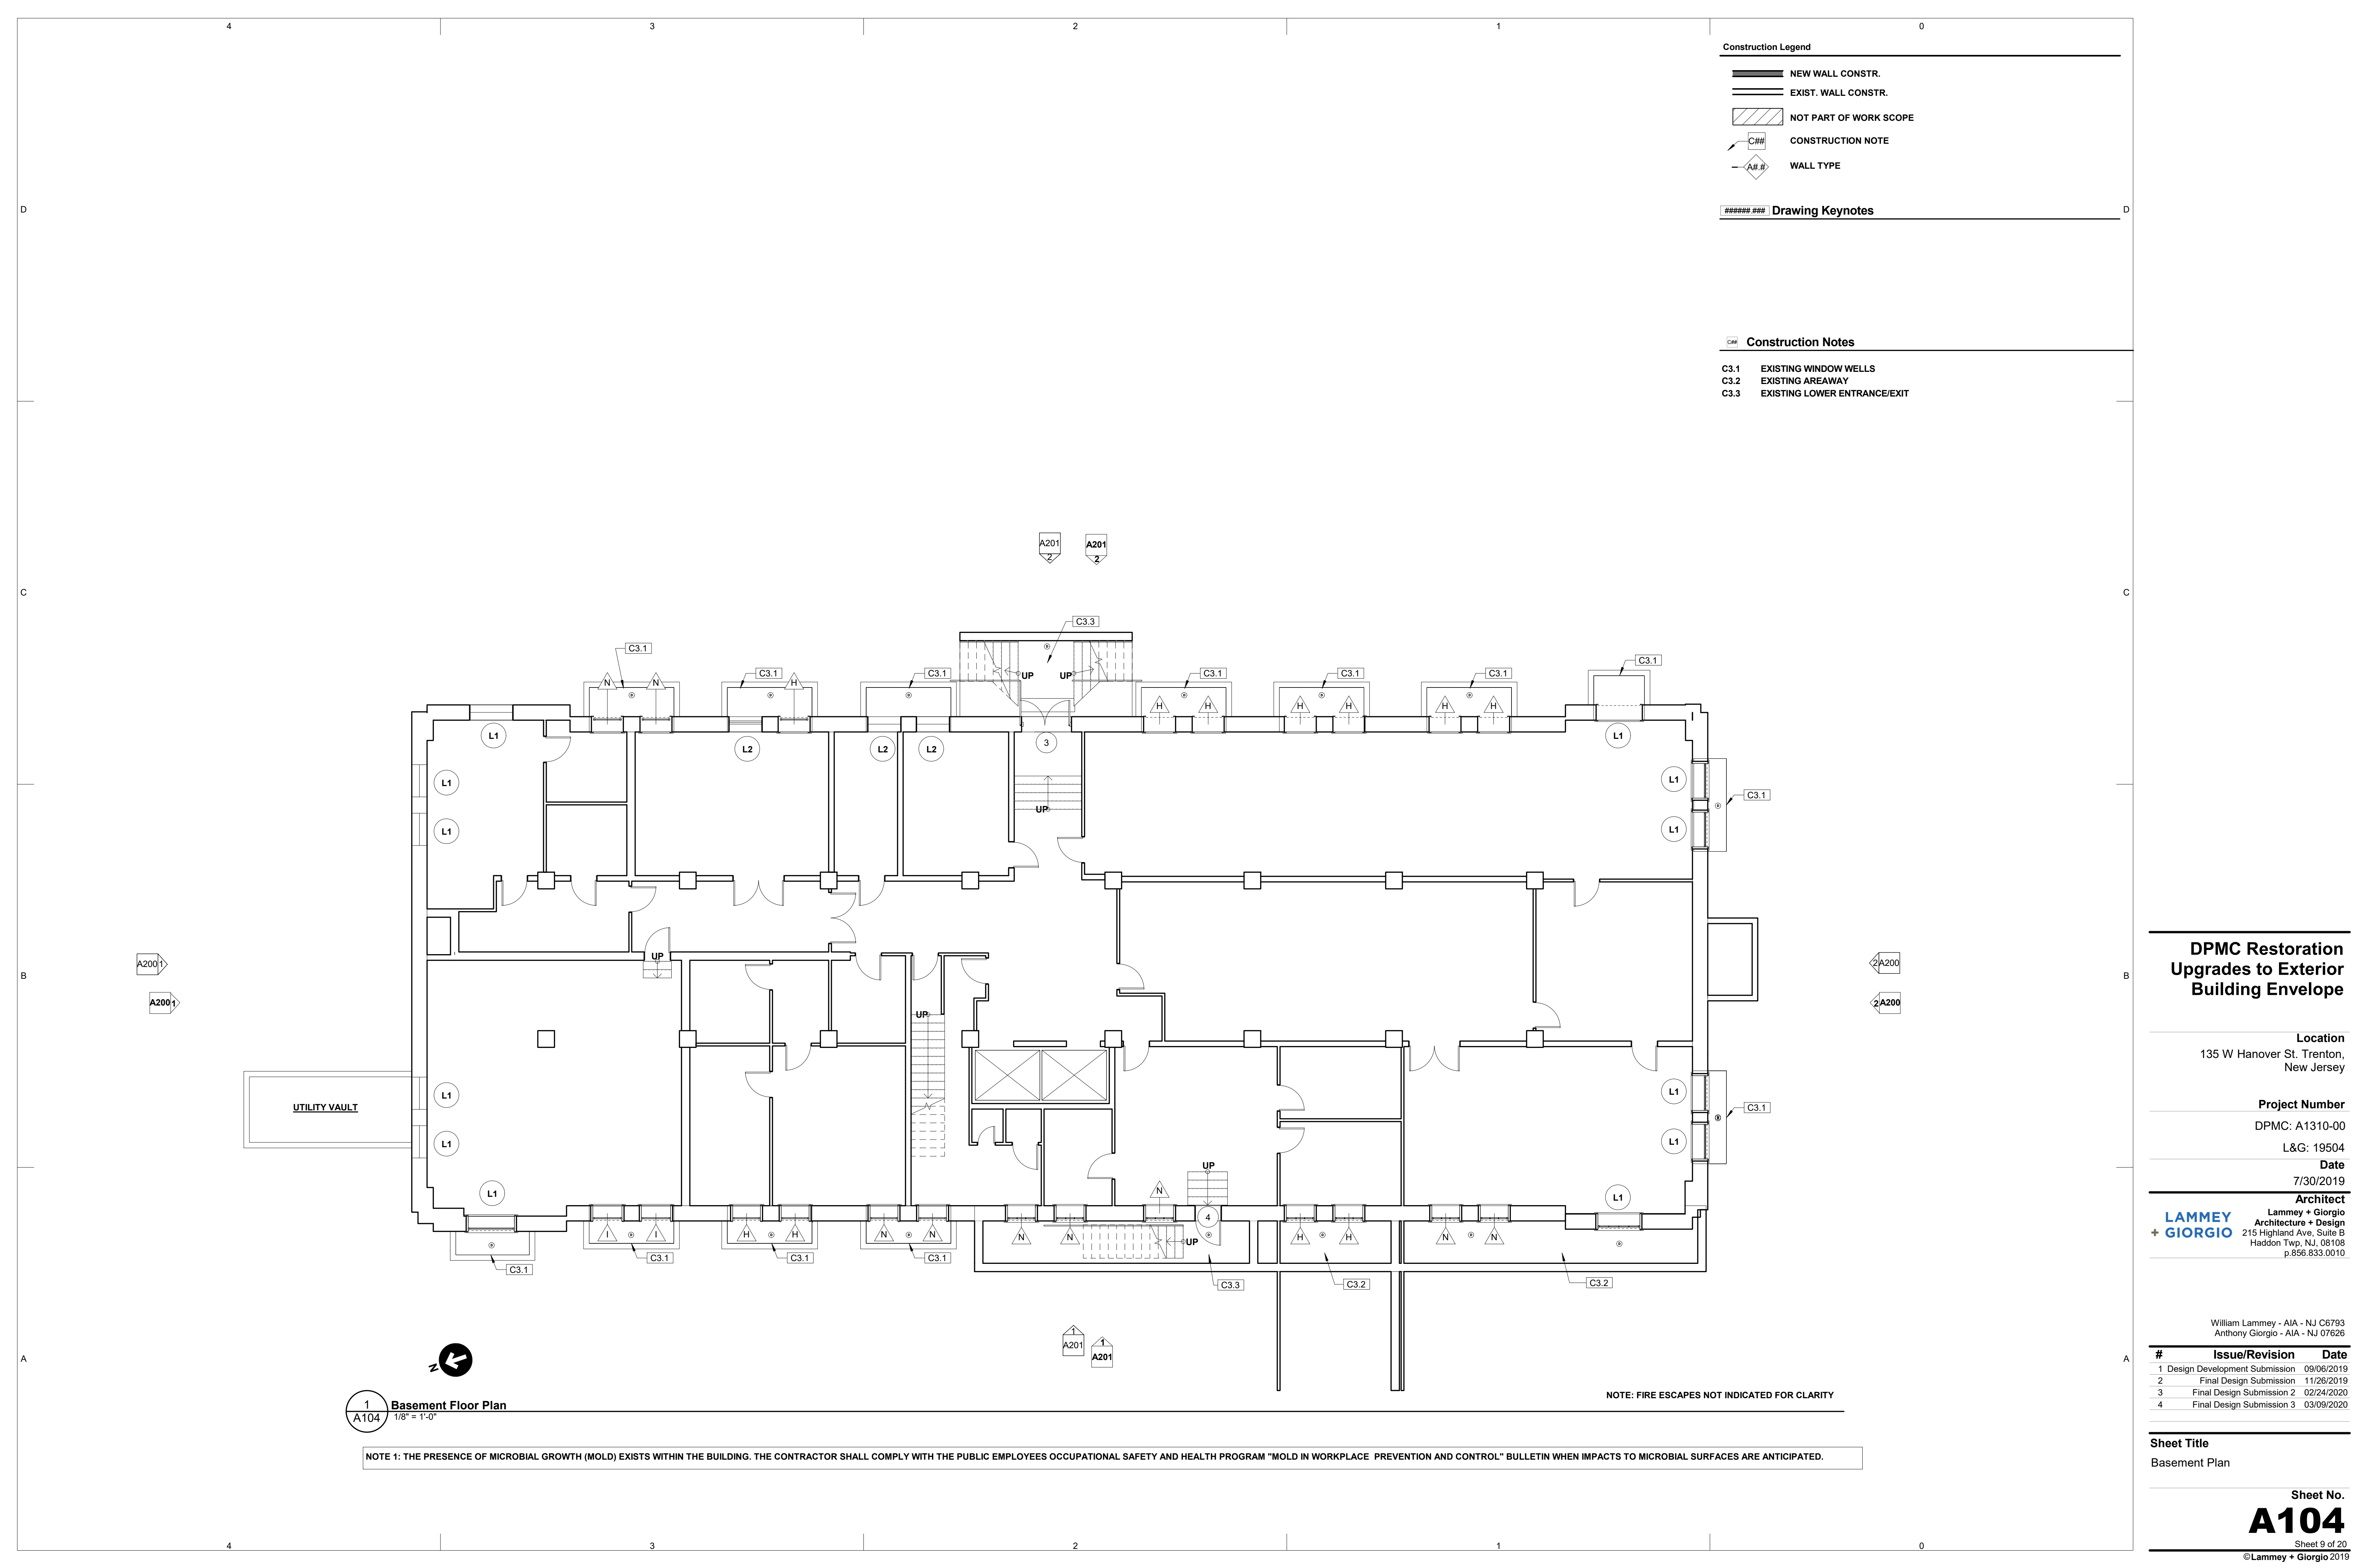 4
3
2
1
0
Construction Legend
NEW WALL CONSTR.
EXIST. WALL CONSTR.
NOT PART OF WORK SCOPE
C##
CONSTRUCTION NOTE
A#.#
WALL TYPE
D
######.###
Drawing Keynotes
D
C##
Construction Notes
C3.1 EXISTING WINDOW WELLS
C3.2 EXISTING AREAWAY
C3.3 EXISTING LOWER ENTRANCE/EXIT
A201
2
A201
2
C
C
C3.3
C3.1
C3.1
C3.1
C3.1
C3.1
C3.1
C3.1
UP
UP
N
N
H
H
H
H
H
H
H
L1
L2
L2
L2
3
L1
L1
L1
C3.1
UP
L1
L1
A200 1
A200 1
UP
2 A200
2 A200
B
B
UP
UTILITY VAULT
L1
L1
L1
L1
C3.1
UP
L1
N
L1
4
I
I
H
H
N
N
N
N
UP
H
H
N
N
C3.1
C3.1
C3.1
C3.1
C3.3
C3.2
C3.2
1
A201
1
A201
A
A
N
1
A104
Basement Floor Plan
1/8" = 1'-0"
NOTE: FIRE ESCAPES NOT INDICATED FOR CLARITY
NOTE 1: THE PRESENCE OF MICROBIAL GROWTH (MOLD) EXISTS WITHIN THE BUILDING. THE CONTRACTOR SHALL COMPLY WITH THE PUBLIC EMPLOYEES OCCUPATIONAL SAFETY AND HEALTH PROGRAM "MOLD IN WORKPLACE PREVENTION AND CONTROL" BULLETIN WHEN IMPACTS TO MICROBIAL SURFACES ARE ANTICIPATED.
4
3
2
1
0
DPMC Restoration
Upgrades to Exterior
Building Envelope
Location
135 W Hanover St. Trenton,
New Jersey
Project Number
DPMC: A1310-00
L&G: 19504
Date
7/30/2019
Architect
LAMMEY
+ GIORGIO
Lammey + Giorgio
Architecture + Design
215 Highland Ave, Suite B
Haddon Twp, NJ, 08108
p.856.833.0010
William Lammey - AIA - NJ C6793
Anthony Giorgio - AIA - NJ 07626
# Issue/Revision Date
1 Design Development Submission 09/06/2019
2 Final Design Submission 11/26/2019
3 Final Design Submission 2 02/24/2020
4 Final Design Submission 3 03/09/2020
Sheet Title
Basement Plan
Sheet No.
A104
Sheet 9 of 20
©Lammey + Giorgio 2019